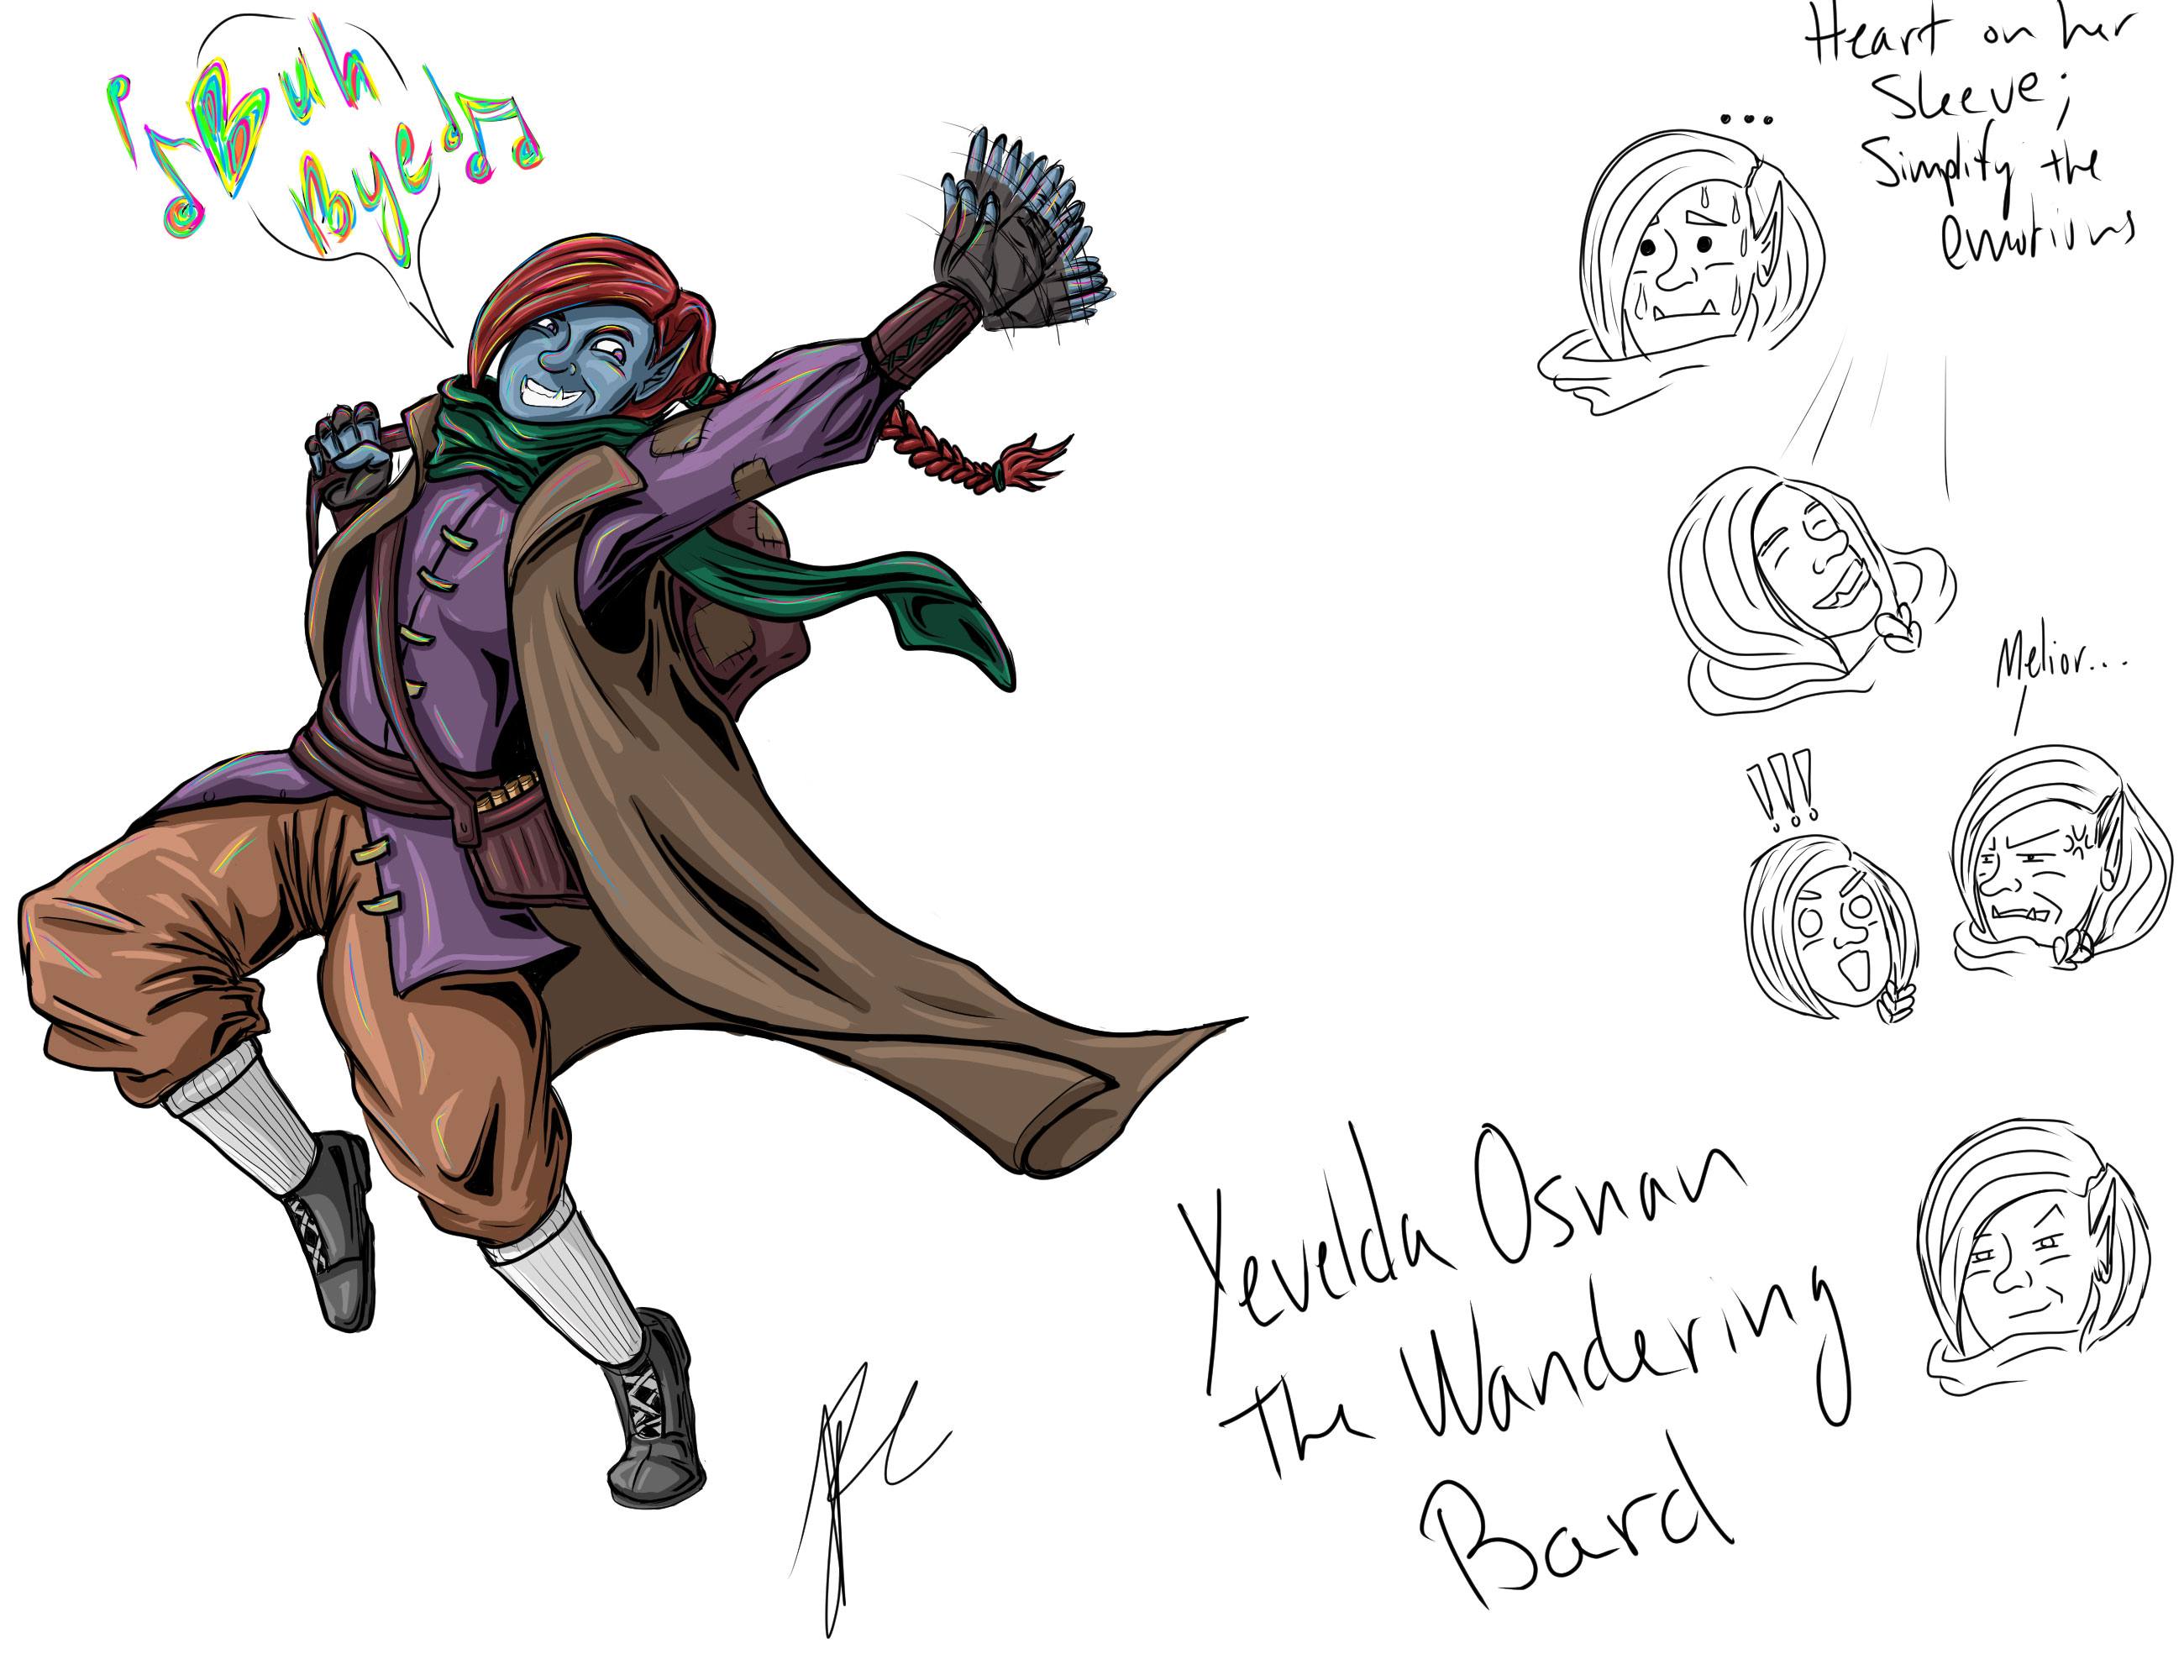 Buh
Bye
Heart on her
Sleeve;
Simplify the
Emotions
...
Melior...
!!!
Yevelda Osnan
The Wandering
Bard